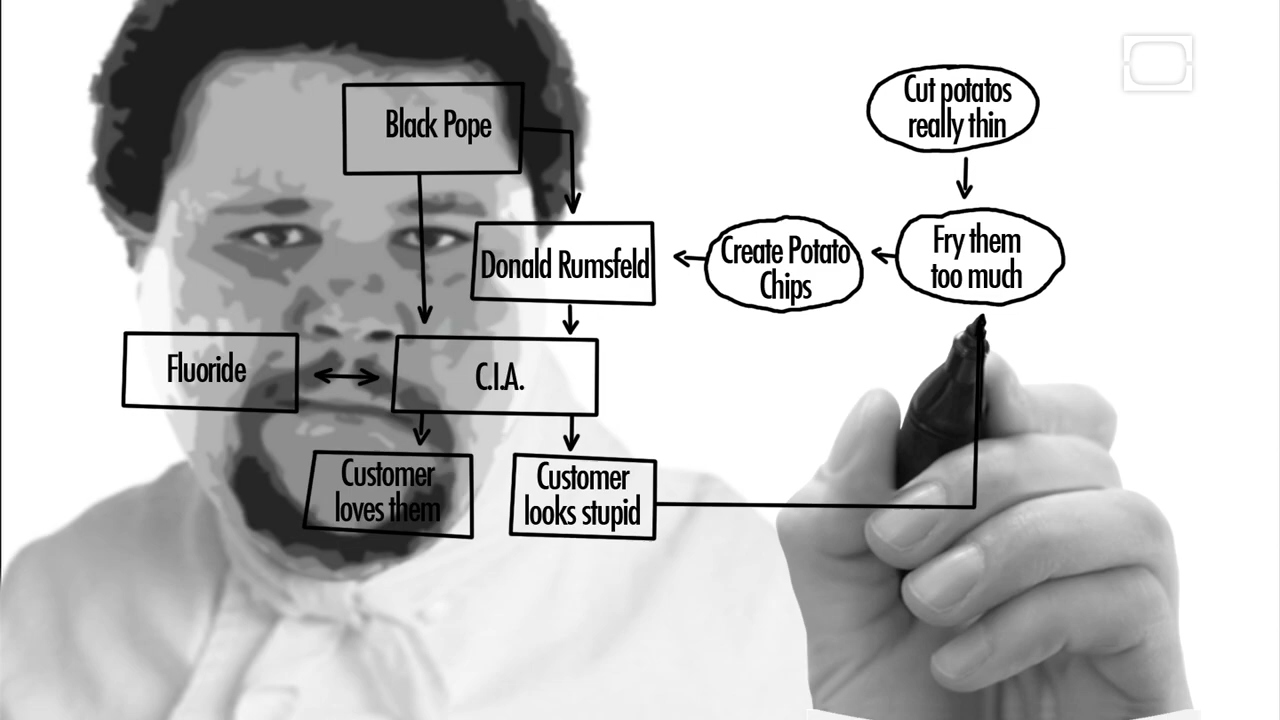 Black Pope
Cut potatos
really thin
Donald Rumsfeld
Create Potato
Chips
Fry them
too much
Fluoride
C.I.A.
Customer
loves them
Customer
looks stupid